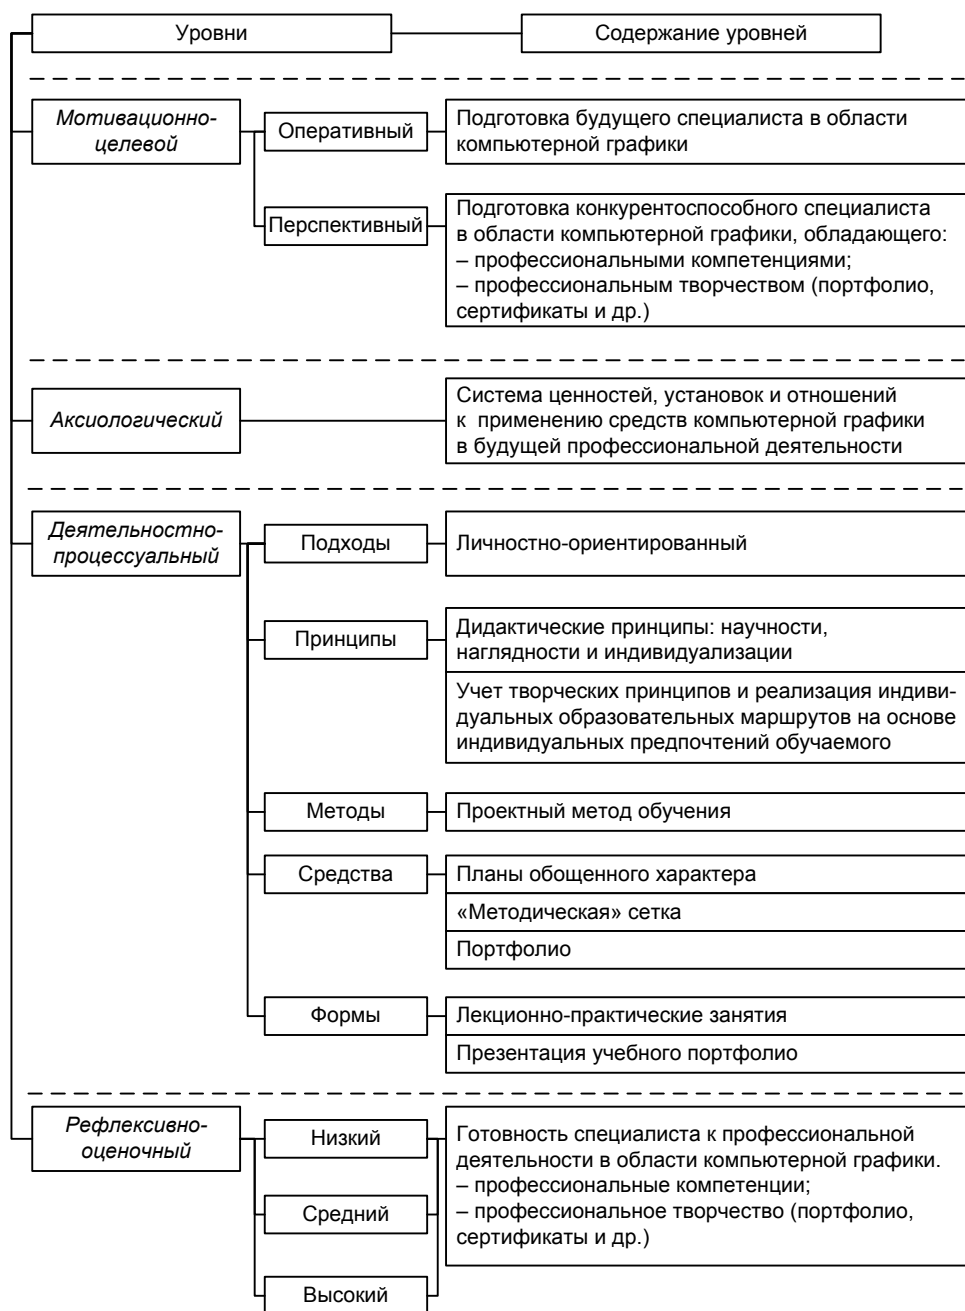 Уровни
Содержание уровней
Мотивационно-
целевой
Оперативный
Подготовка будущего специалиста в области
компьютерной графики
Перспективный
Подготовка конкурентоспособного специалиста
в области компьютерной графики, обладающего:
– профессиональными компетенциями;
– профессиональным творчеством (портфолио,
сертификаты и др.)
Аксиологический
Система ценностей, установок и отношений
к применению средств компьютерной графики
в будущей профессиональной деятельности
Деятельностно-
процессуальный
Подходы
Личностно-ориентированный
Принципы
Дидактические принципы: научности,
наглядности и индивидуализации
Учет творческих принципов и реализация индиви-
дуальных образовательных маршрутов на основе
индивидуальных предпочтений обучаемого
Методы
Проектный метод обучения
Средства
Планы обощенного характера
«Методическая» сетка
Портфолио
Формы
Лекционно-практические занятия
Презентация учебного портфолио
Рефлексивно-
оценочный
Низкий
Средний
Высокий
Готовность специалиста к профессиональной
деятельности в области компьютерной графики.
– профессиональные компетенции;
– профессиональное творчество (портфолио,
сертификаты и др.)